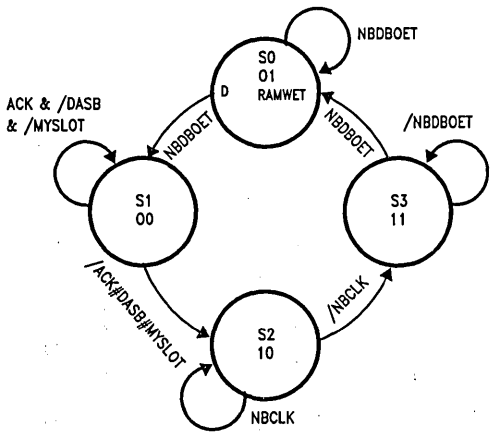 NBDBOET
S0
01
D RAMWET
ACK & /DASB
& /MYSLOT
NBDBOET
NBDBOET
/NBDBOET
S1
00
S3
11
/ACK#DASB#MYSLOT
/NBCLK
S2
10
NBCLK